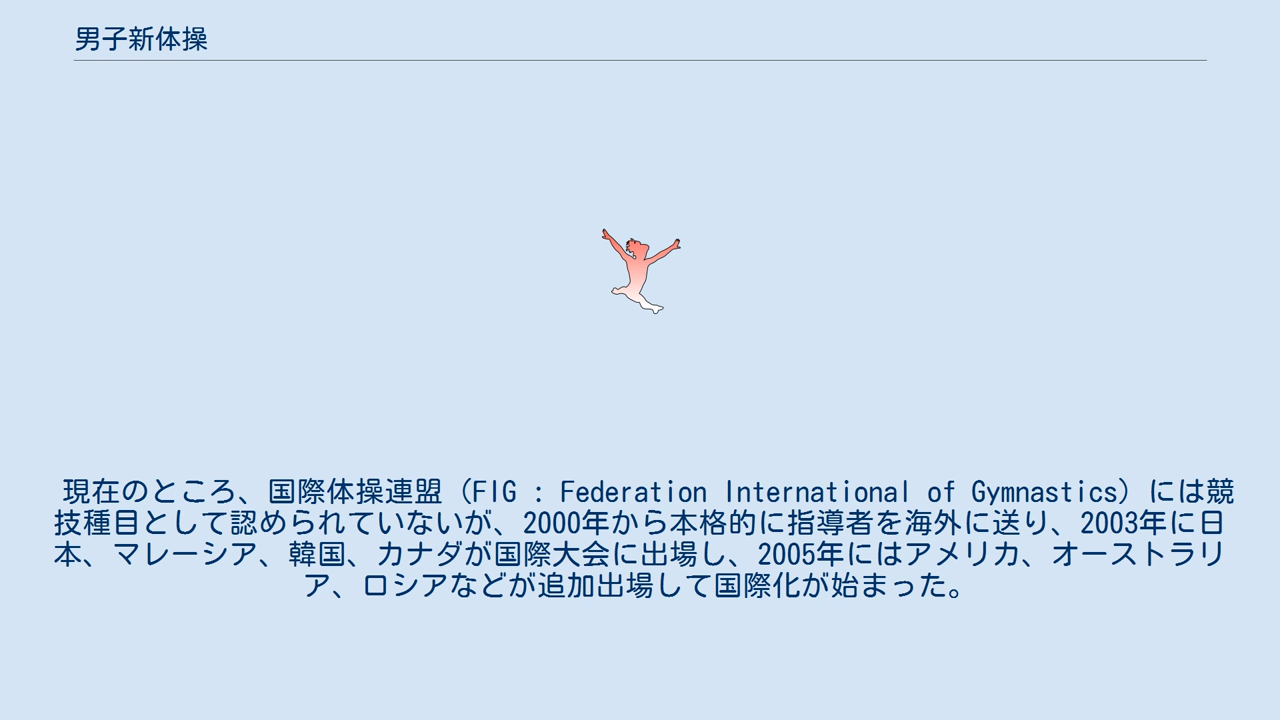 男子新体操
現在のところ、国際体操連盟（FIG : Federation International of Gymnastics）には競
技種目として認められていないが、2000年から本格的に指導者を海外に送り、2003年に日
本、マレーシア、韓国、カナダが国際大会に出場し、2005年にはアメリカ、オーストラリ
ア、ロシアなどが追加出場して国際化が始まった。